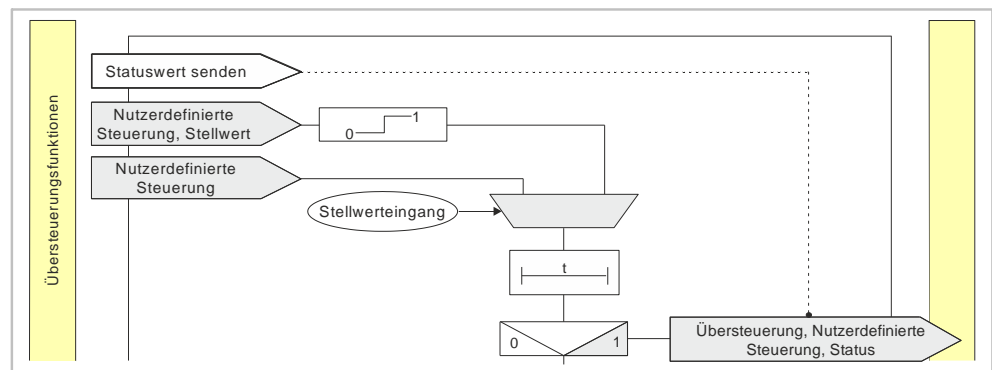 Übersteuerungsfunktionen
Statuswert senden
Nutzerdefinierte
Steuerung, Stellwert
0
1
Nutzerdefinierte
Steuerung
Stellwerteingang
t
0
1
Übersteuerung, Nutzerdefinierte
Steuerung, Status